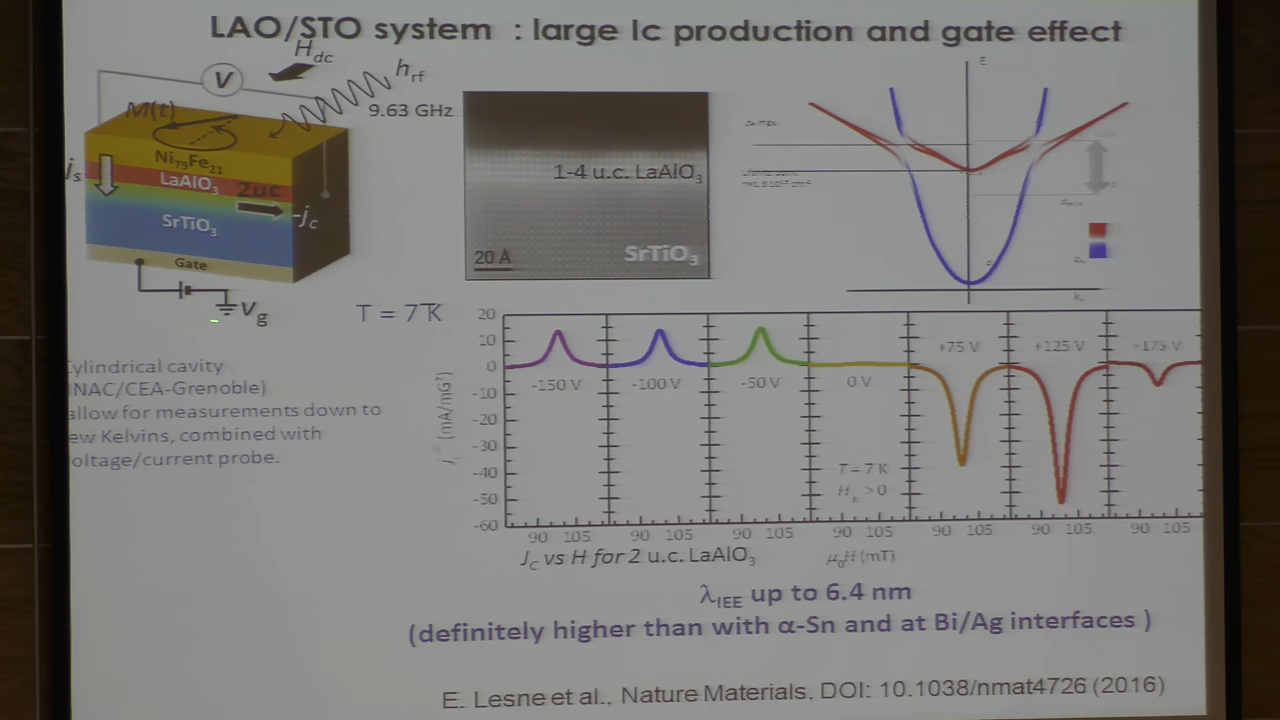 LAO/STO system : large Ic production and gate effect
H_dc
V
h_rf
9.63 GHz
M(t)
Ni79Fe21
j_s
LaAlO3
2uc
SrTiO3
-j_c
Gate
V_g
1-4 u.c. LaAlO3
20 Å
SrTiO3
E
T = 7 K
20
10
0
-10
-20
-30
-40
-50
-60
(mA/mG²)
-150 V
-100 V
-50 V
0 V
+75 V
+125 V
+175 V
T = 7 K
>0
90 105 90 105 90 105 90 105 90 105 90 105 90 105
J_C vs H for 2 u.c. LaAlO3
μ0H (mT)
ylindrical cavity
INAC/CEA-Grenoble)
allow for measurements down to
ew Kelvins, combined with
oltage/current probe.
λ_IEE up to 6.4 nm
(definitely higher than with α-Sn and at Bi/Ag interfaces )
E. Lesne et al., Nature Materials, DOI: 10.1038/nmat4726 (2016)